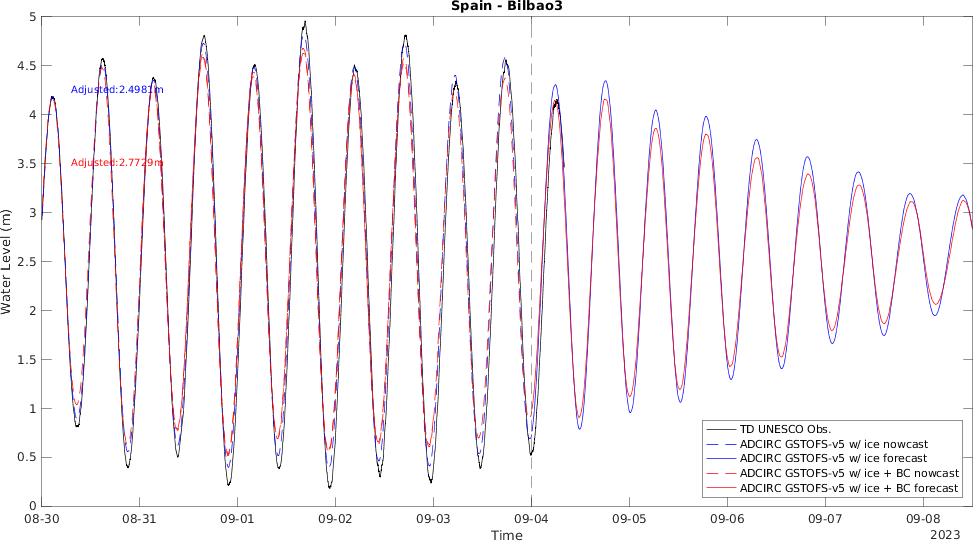 Spain - Bilbao3
5
4.5
4
3.5
3
2.5
2
1.5
1
0.5
0
Water Level (m)
Adjusted:2.4981m
Adjusted:2.7729m
TD UNESCO Obs.
ADCIRC GSTOFS-v5 w/ ice nowcast
ADCIRC GSTOFS-v5 w/ ice forecast
ADCIRC GSTOFS-v5 w/ ice + BC nowcast
ADCIRC GSTOFS-v5 w/ ice + BC forecast
08-30 08-31 09-01 09-02 09-03 09-04 09-05 09-06 09-07 09-08
Time
2023